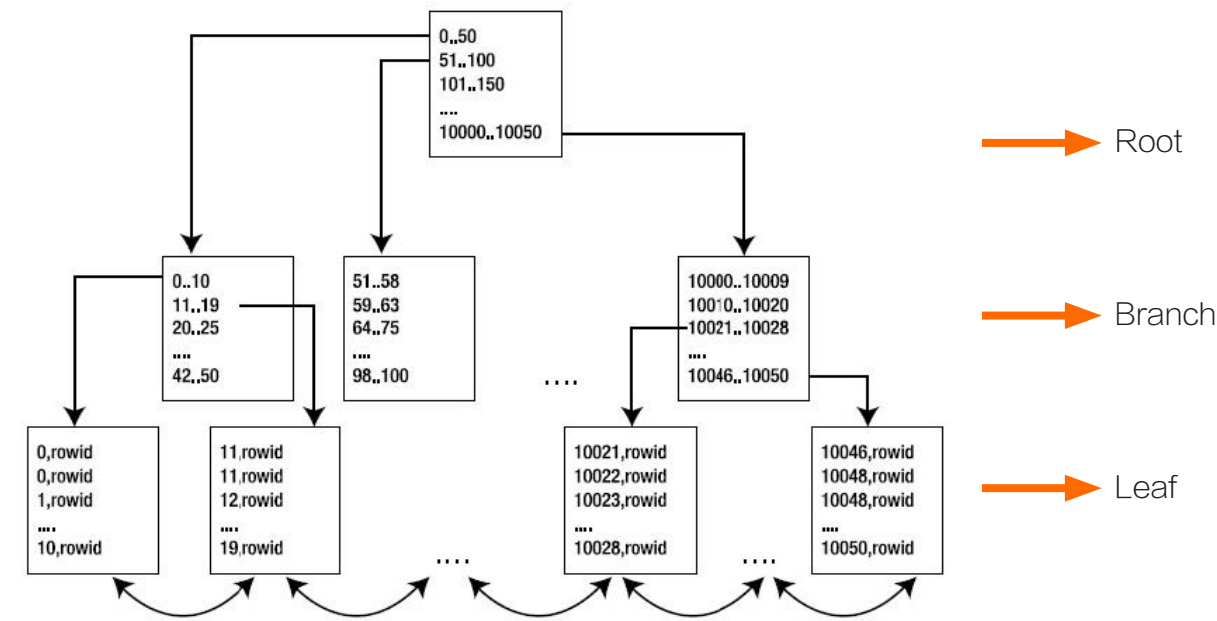 0..50
51..100
101..150
....
10000..10050
Root
0..10
11..19
20..25
....
42..50
51..58
59..63
64..75
....
98..100
....
10000..10009
10010..10020
10021..10028
....
10046..10050
Branch
0,rowid
0,rowid
1,rowid
....
10,rowid
11,rowid
11,rowid
12,rowid
....
19,rowid
....
10021,rowid
10022,rowid
10023,rowid
....
10028,rowid
....
10046,rowid
10048,rowid
10048,rowid
....
10050,rowid
Leaf